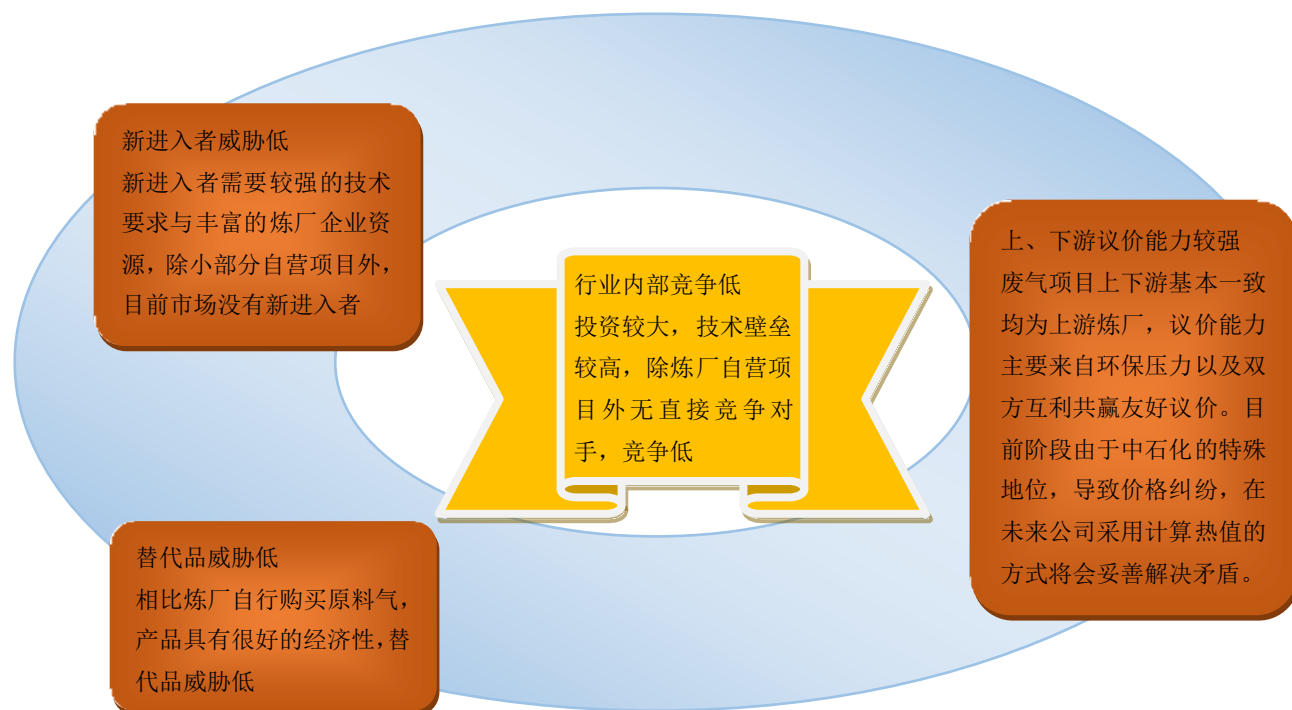 新进入者威胁低
新进入者需要较强的技术
要求与丰富的炼厂企业资
源，除小部分自营项目外，
目前市场没有新进入者
行业内部竞争低
投资较大，技术壁垒
较高，除炼厂自营项
目外无直接竞争对
手，竞争低
上、下游议价能力较强
废气项目上下游基本一致
均为上游炼厂，议价能力
主要来自环保压力以及双
方互利共赢友好议价。目
前阶段由于中石化的特殊
地位，导致价格纠纷，在
未来公司采用计算热值的
方式将会妥善解决矛盾。
替代品威胁低
相比炼厂自行购买原料气，
产品具有很好的经济性，替
代品威胁低